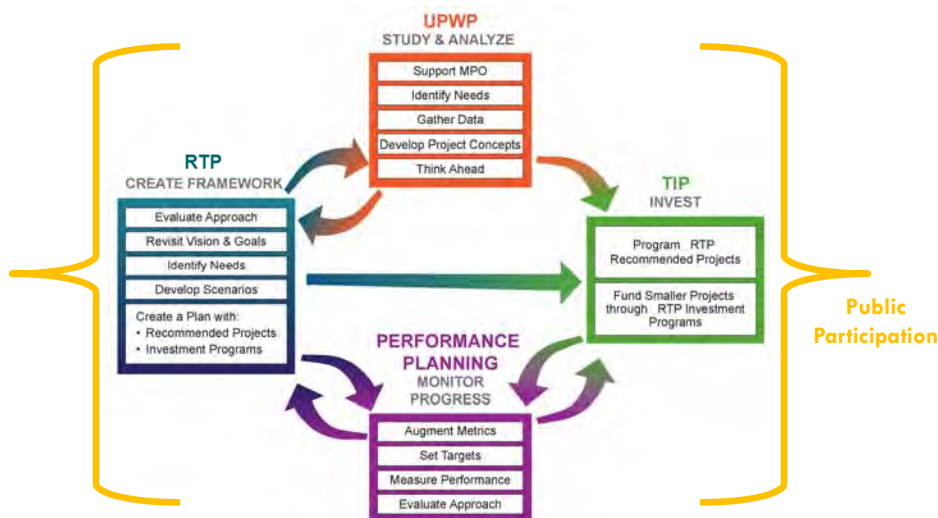 UPWP
STUDY & ANALYZE
Support MPO
Identify Needs
Gather Data
Develop Project Concepts
Think Ahead
RTP
CREATE FRAMEWORK
Evaluate Approach
Revisit Vision & Goals
Identify Needs
Develop Scenarios
Create a Plan with:
• Recommended Projects
• Investment Programs
TIP
INVEST
Program RTP
Recommended Projects
Fund Smaller Projects
through RTP Investment
Programs
PERFORMANCE
PLANNING
MONITOR
PROGRESS
Augment Metrics
Set Targets
Measure Performance
Evaluate Approach
Public
Participation